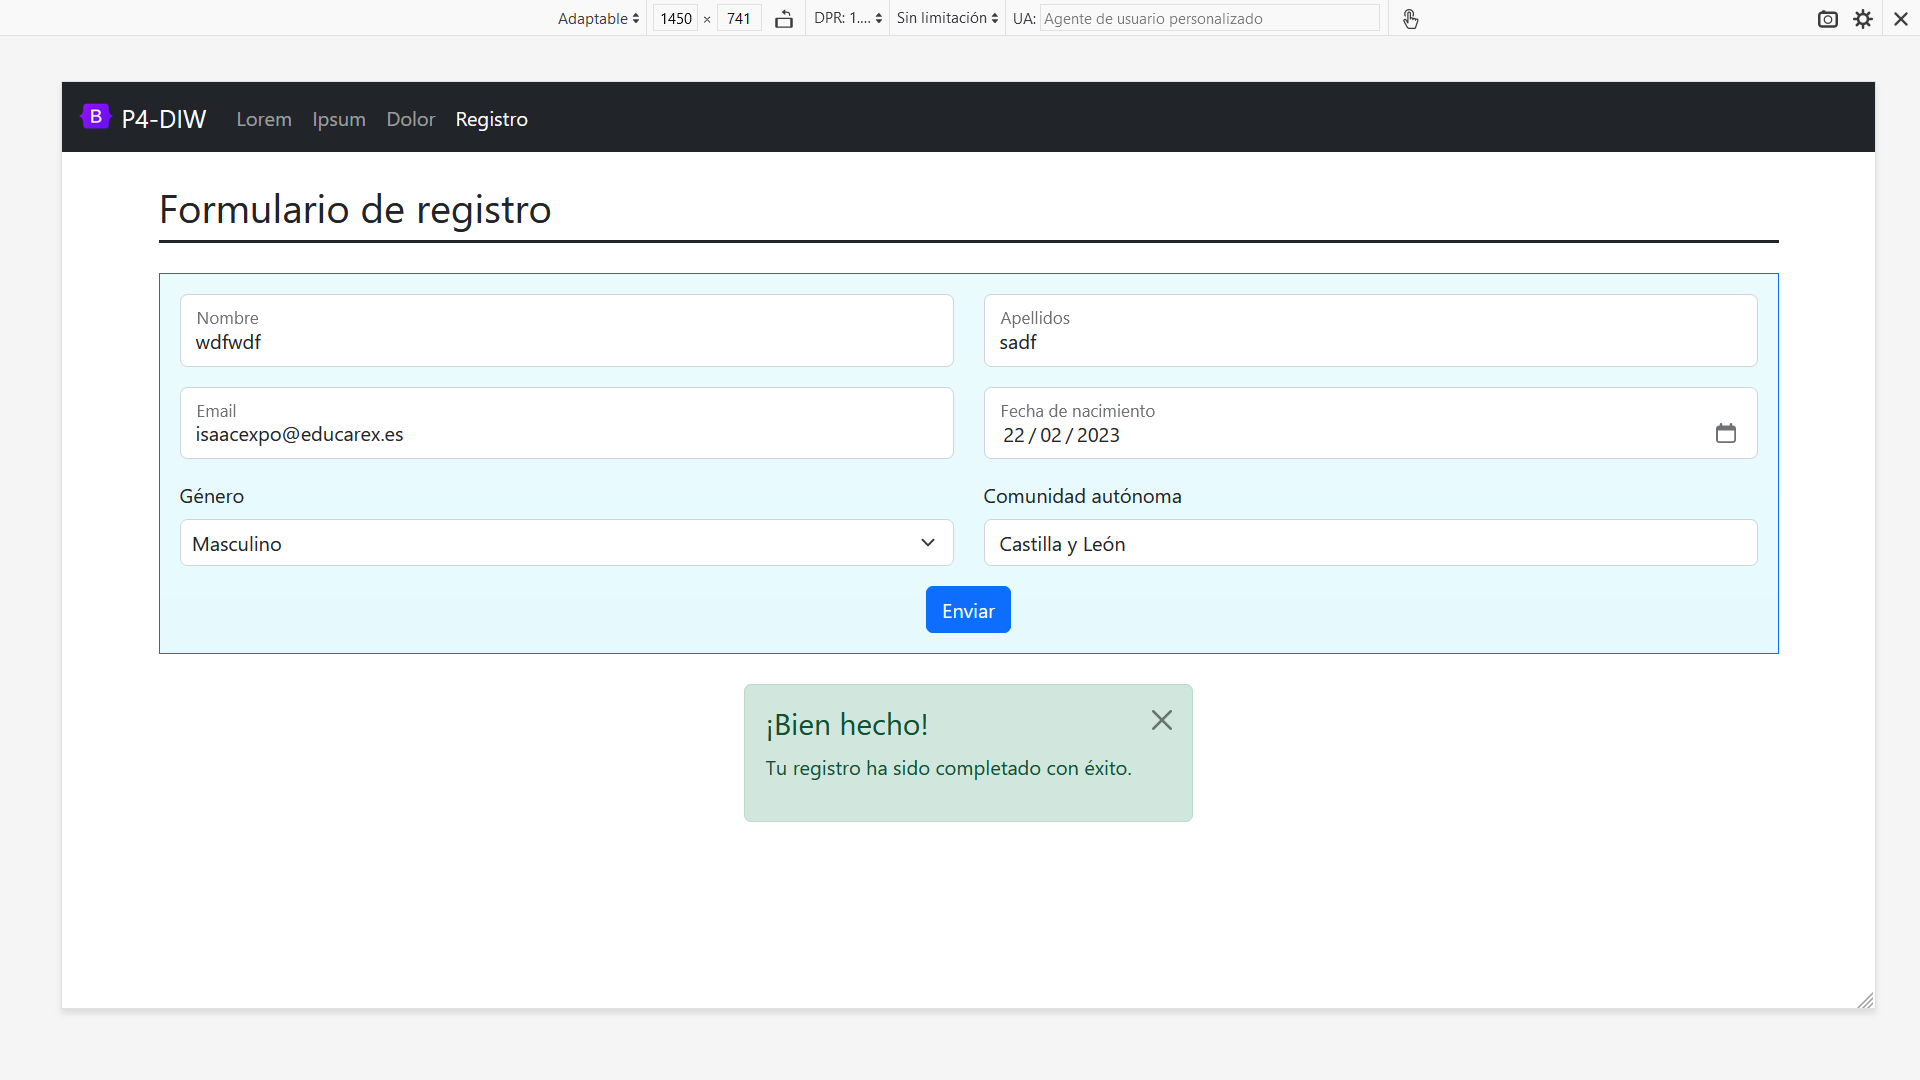 Adaptable 1450 × 741 DPR: 1.... Sin limitación UA: Agente de usuario personalizado
B P4-DIW Lorem Ipsum Dolor Registro
Formulario de registro
Nombre Apellidos
wdfwdf sadf
Email Fecha de nacimiento
isaacexpo@educarex.es 22 / 02 / 2023
Género Comunidad autónoma
Masculino Castilla y León
Enviar
¡Bien hecho!
Tu registro ha sido completado con éxito.